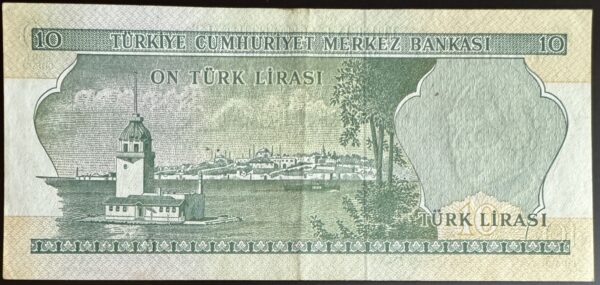 10 TÜRKİYE CUMHURİYET MERKEZ BANKASI 10
ON TÜRK LİRASI
10
TÜRK LİRASI